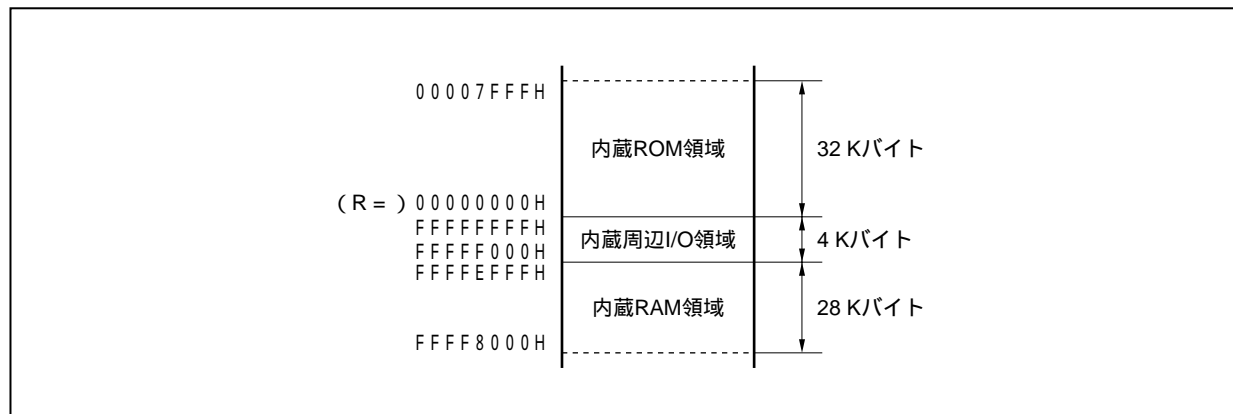 00007FFFH
内蔵ROM領域
32 Kバイト
(R = ) 00000000H
FFFFFFFFH
内蔵周辺I/O領域
4 Kバイト
FFFFF000H
FFFFEFFFH
内蔵RAM領域
28 Kバイト
FFFF8000H